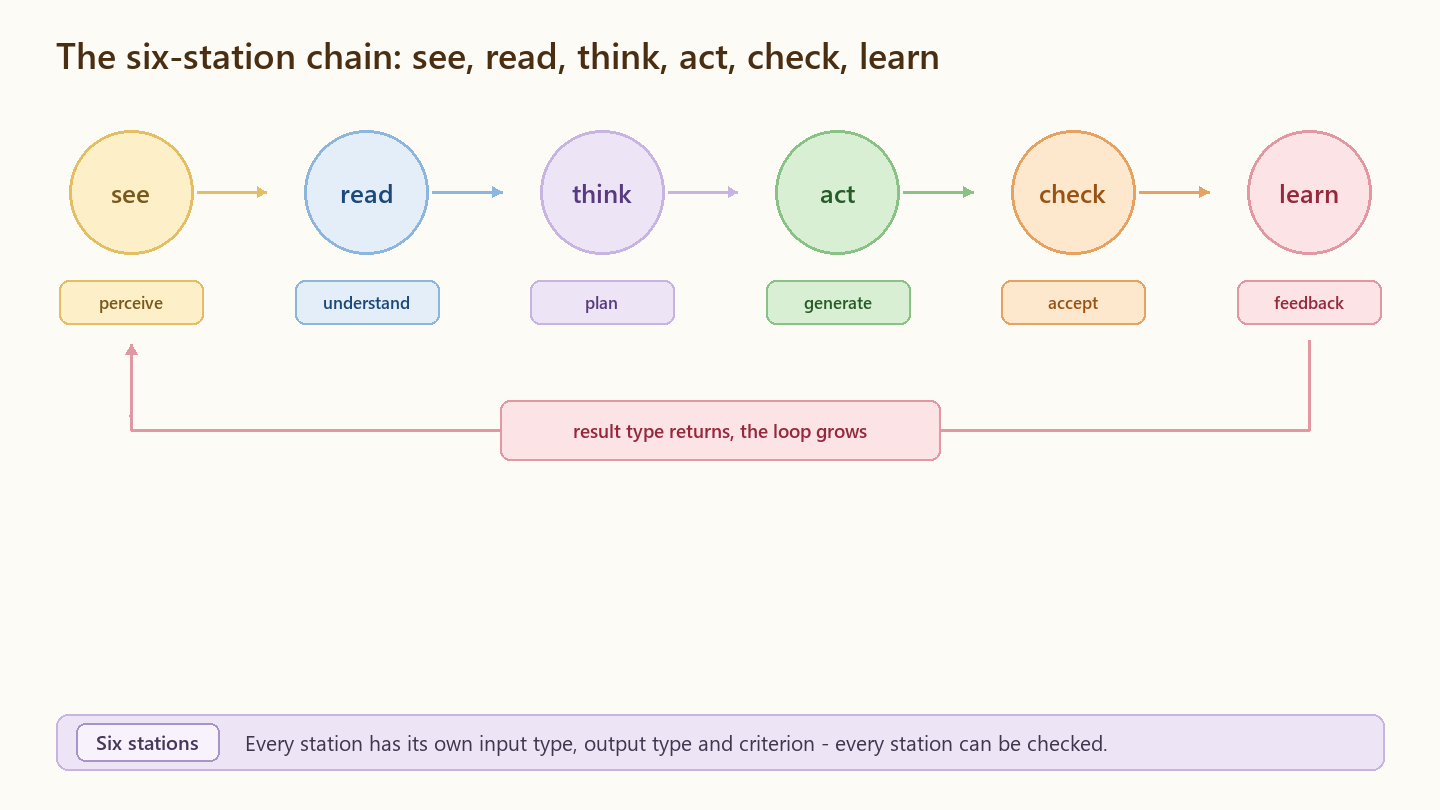 The six-station chain: see, read, think, act, check, learn
see
read
think
act
check
learn
perceive
understand
plan
generate
accept
feedback
result type returns, the loop grows
Six stations
Every station has its own input type, output type and criterion - every station can be checked.